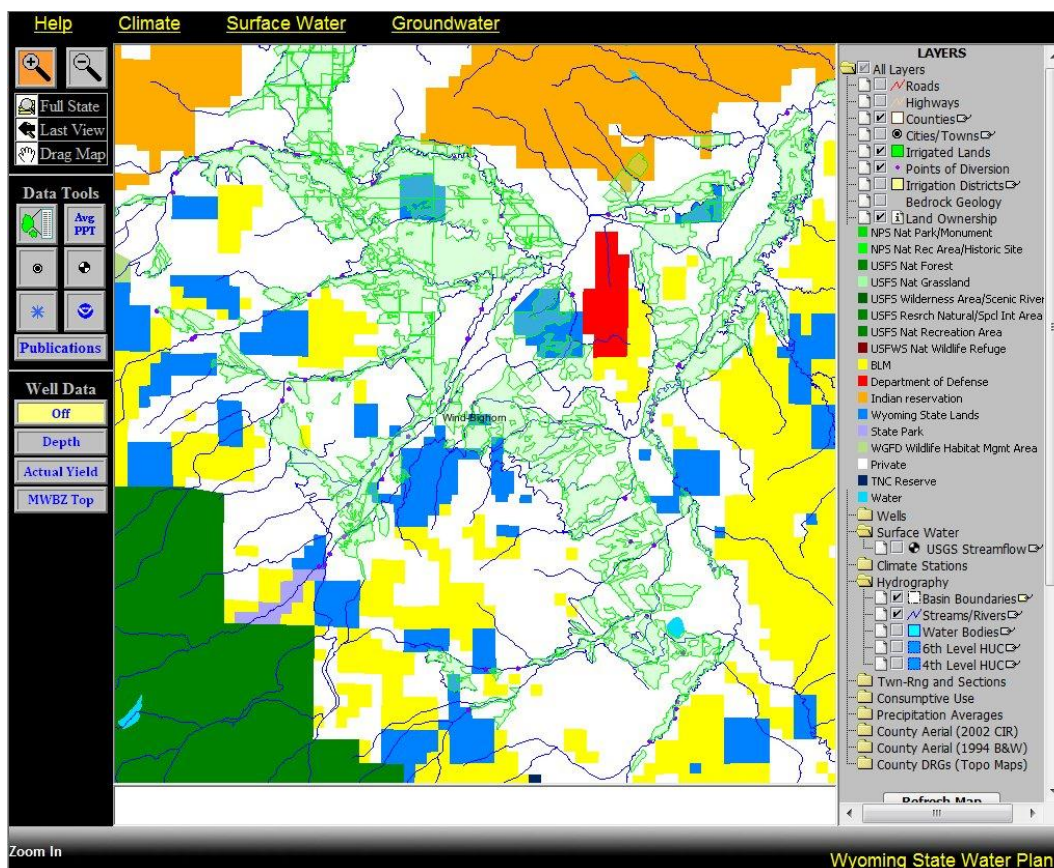 Help Climate Surface Water Groundwater
Full State
Last View
Drag Map
Data Tools
Avg
PPT
Publications
Well Data
Off
Depth
Actual Yield
MWBZ Top
Wind-Bighorn
LAYERS
All Layers
Roads
Highways
Counties
Cities/Towns
Irrigated Lands
Points of Diversion
Irrigation Districts
Bedrock Geology
Land Ownership
NPS Nat Park/Monument
NPS Nat Rec Area/Historic Site
USFS Nat Forest
USFS Nat Grassland
USFS Wilderness Area/Scenic River
USFS Resrch Natural/Spcl Int Area
USFS Nat Recreation Area
USFWS Nat Wildlife Refuge
BLM
Department of Defense
Indian reservation
Wyoming State Lands
State Park
WGFD Wildlife Habitat Mgmt Area
Private
TNC Reserve
Water
Wells
Surface Water
USGS Streamflow
Climate Stations
Hydrography
Basin Boundaries
Streams/Rivers
Water Bodies
6th Level HUC
4th Level HUC
Twn-Rng and Sections
Consumptive Use
Precipitation Averages
County Aerial (2002 CIR)
County Aerial (1994 B&W)
County DRGs (Topo Maps)
Refresh Map
Zoom In
Wyoming State Water Plan